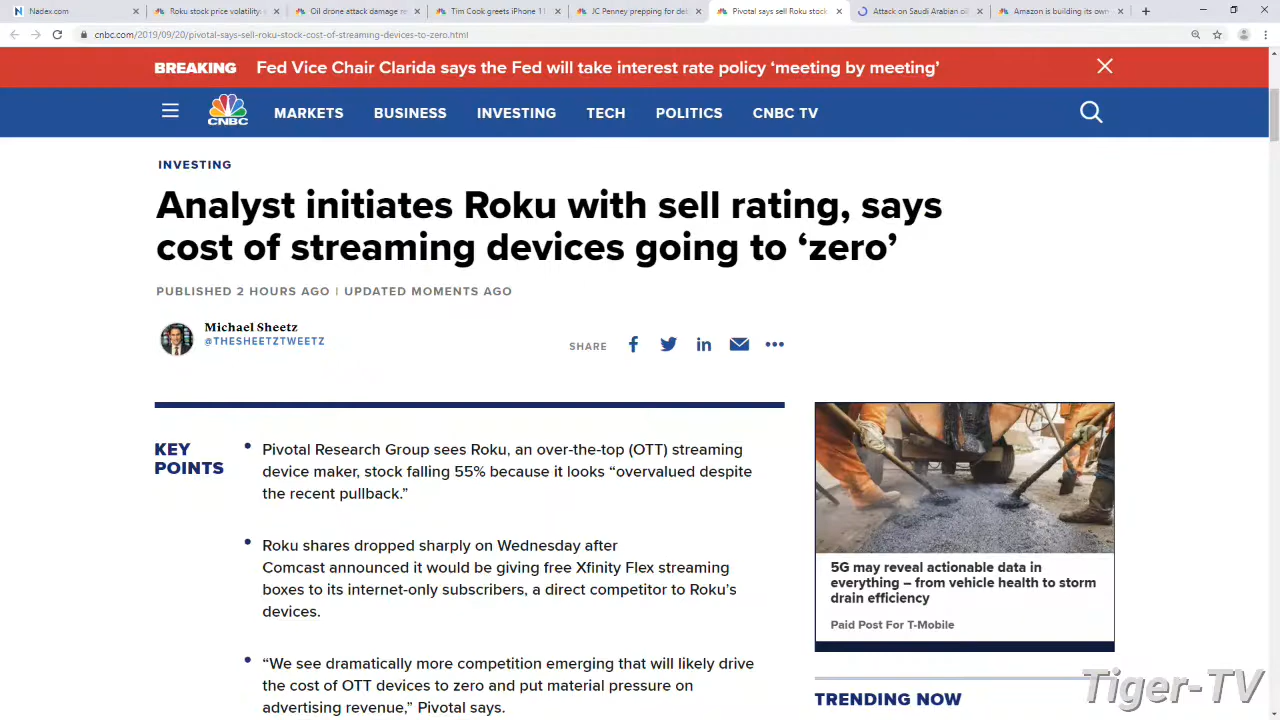 Nadex.com
Roku stock price volatility
Oil drone attack damage re
Tim Cook greets iPhone 11
JC Penney prepping for de
Pivotal says sell Roku stock
Attack on Saudi Arabian oil
Amazon is building its own
cnbc.com/2019/09/20/pivotal-says-sell-roku-stock-cost-of-streaming-devices-to-zero.html
BREAKING Fed Vice Chair Clarida says the Fed will take interest rate policy ‘meeting by meeting’
CNBC
MARKETS BUSINESS INVESTING TECH POLITICS CNBC TV
INVESTING
Analyst initiates Roku with sell rating, says
cost of streaming devices going to ‘zero’
PUBLISHED 2 HOURS AGO | UPDATED MOMENTS AGO
Michael Sheetz
@THESHEETZTWEETZ
SHARE
KEY
POINTS
Pivotal Research Group sees Roku, an over-the-top (OTT) streaming
device maker, stock falling 55% because it looks “overvalued despite
the recent pullback.”
Roku shares dropped sharply on Wednesday after
Comcast announced it would be giving free Xfinity Flex streaming
boxes to its internet-only subscribers, a direct competitor to Roku’s
devices.
“We see dramatically more competition emerging that will likely drive
the cost of OTT devices to zero and put material pressure on
advertising revenue,” Pivotal says.
5G may reveal actionable data in
everything – from vehicle health to storm
drain efficiency
Paid Post For T-Mobile
TRENDING NOW
Tiger-TV